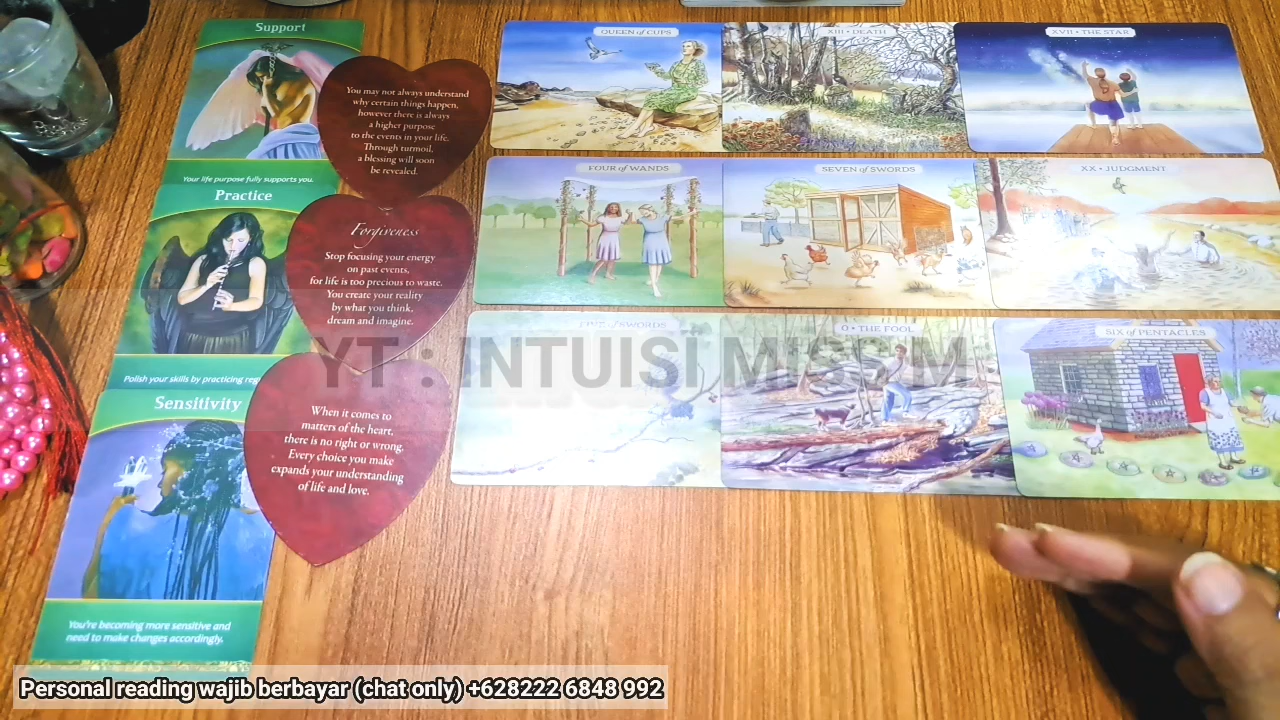 Support
Your life purpose fully supports you.
Practice
Polish your skills by practicing reg
Sensitivity
You're becoming more sensitive and
need to make changes accordingly.
You may not always understand
why certain things happen,
however there is always
a higher purpose
to the events in your life.
Through turmoil,
a blessing will soon
be revealed.
Forgiveness
Stop focusing your energy
on past events,
for life is too precious to waste.
You create your reality
by what you think,
dream and imagine.
When it comes to
matters of the heart,
there is no right or wrong.
Every choice you make
expands your understanding
of life and love.
QUEEN of CUPS
XIII • DEATH
XVII • THE STAR
FOUR of WANDS
SEVEN of SWORDS
XX • JUDGMENT
FIVE of SWORDS
0 • THE FOOL
SIX of PENTACLES
YT : INTUISI MISS M
Personal reading wajib berbayar (chat only) +628222 6848 992